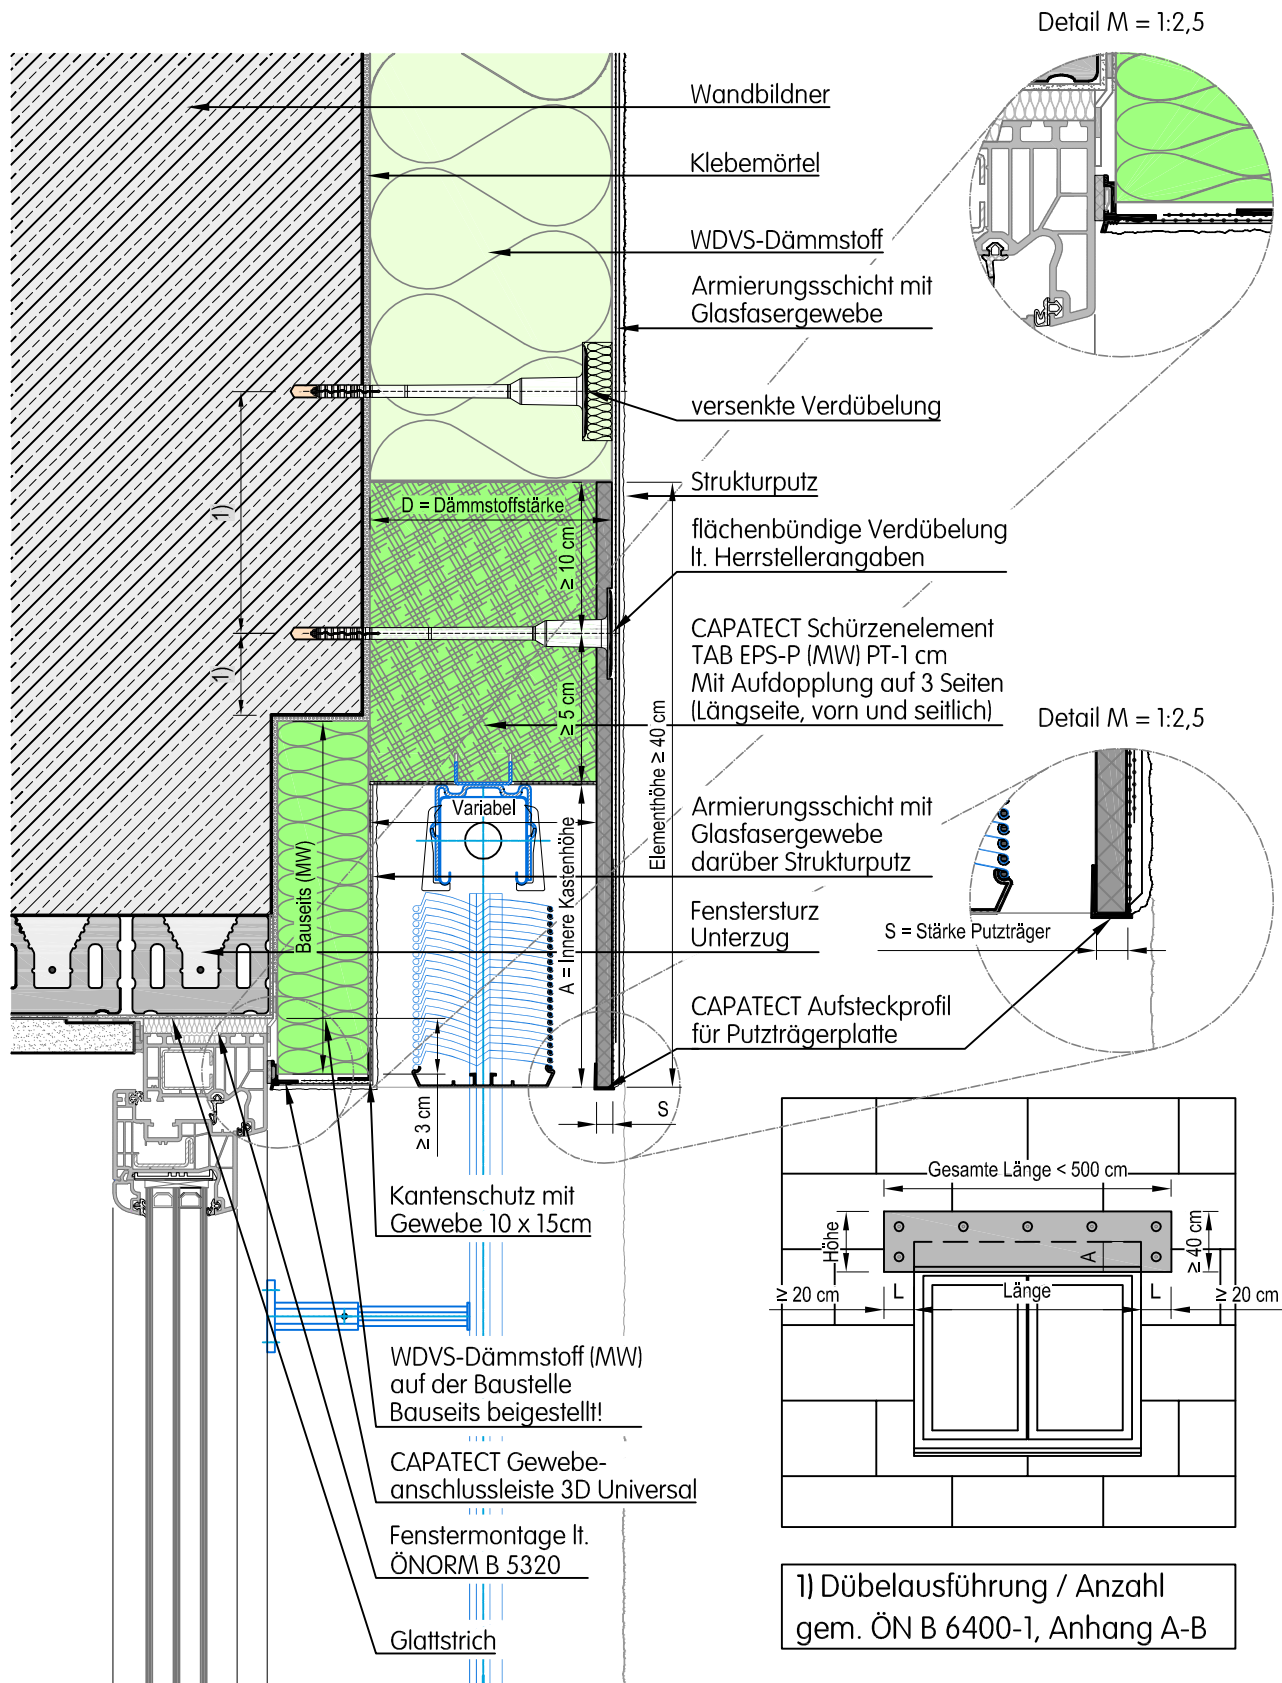 Detail M = 1:2,5
Wandbildner
Klebemörtel
WDVS-Dämmstoff
Armierungsschicht mit
Glasfasergewebe
versenkte Verdübelung
Strukturputz
flächenbündige Verdübelung
lt. Herrstellerangaben
CAPATECT Schürzenelement
TAB EPS-P (MW) PT-1 cm
Mit Aufdopplung auf 3 Seiten
(Längseite, vorn und seitlich)
Detail M = 1:2,5
Armierungsschicht mit
Glasfasergewebe
darüber Strukturputz
Fenstersturz
Unterzug
S = Stärke Putzträger
CAPATECT Aufsteckprofil
für Putzträgerplatte
D = Dämmstoffstärke
≥ 10 cm
≥ 5 cm
1)
1)
Elementhöhe ≥ 40 cm
Variabel
A = Innere Kastenhöhe
Bauseits (MW)
≥ 3 cm
S
Kantenschutz mit
Gewebe 10 x 15cm
WDVS-Dämmstoff (MW)
auf der Baustelle
Bauseits beigestellt!
CAPATECT Gewebe-
anschlussleiste 3D Universal
Fenstermontage lt.
ÖNORM B 5320
Glattstrich
Gesamte Länge < 500 cm
Höhe
A
≥ 40 cm
≥ 20 cm
L
Länge
L
≥ 20 cm
1) Dübelausführung / Anzahl
gem. ÖN B 6400-1, Anhang A-B